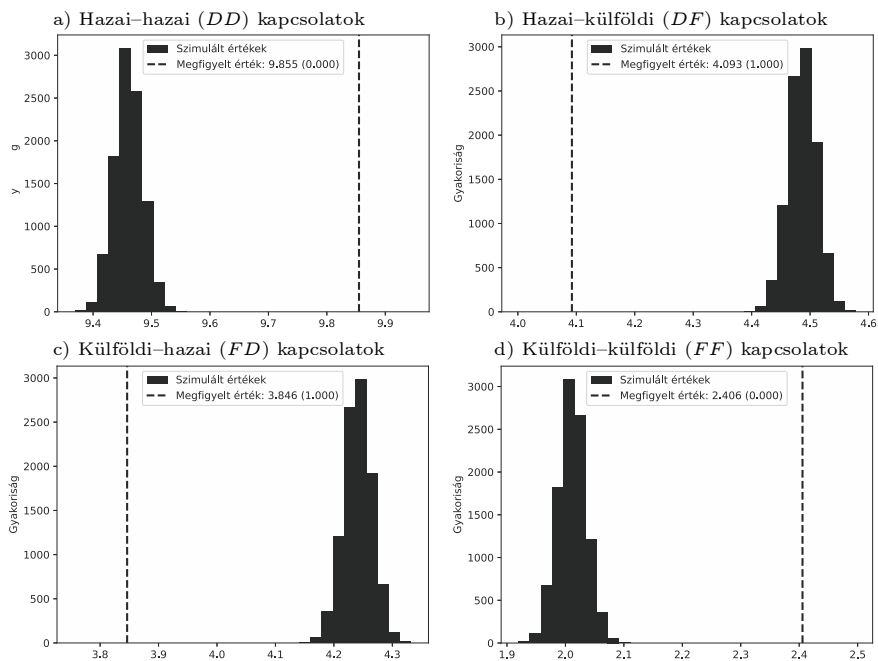 a) Hazai–hazai (DD) kapcsolatok
3000
2500
2000
1500
1000
500
0
y g
Szimulált értékek
Megfigyelt érték: 9.855 (0.000)
9.4 9.5 9.6 9.7 9.8 9.9
b) Hazai–külföldi (DF) kapcsolatok
3000
2500
2000
1500
1000
500
0
Gyakoriság
Szimulált értékek
Megfigyelt érték: 4.093 (1.000)
4.0 4.1 4.2 4.3 4.4 4.5 4.6
c) Külföldi–hazai (FD) kapcsolatok
3000
2500
2000
1500
1000
500
0
Gyakoriság
Szimulált értékek
Megfigyelt érték: 3.846 (1.000)
3.8 3.9 4.0 4.1 4.2 4.3
d) Külföldi–külföldi (FF) kapcsolatok
3000
2500
2000
1500
1000
500
0
Gyakoriság
Szimulált értékek
Megfigyelt érték: 2.406 (0.000)
1.9 2.0 2.1 2.2 2.3 2.4 2.5